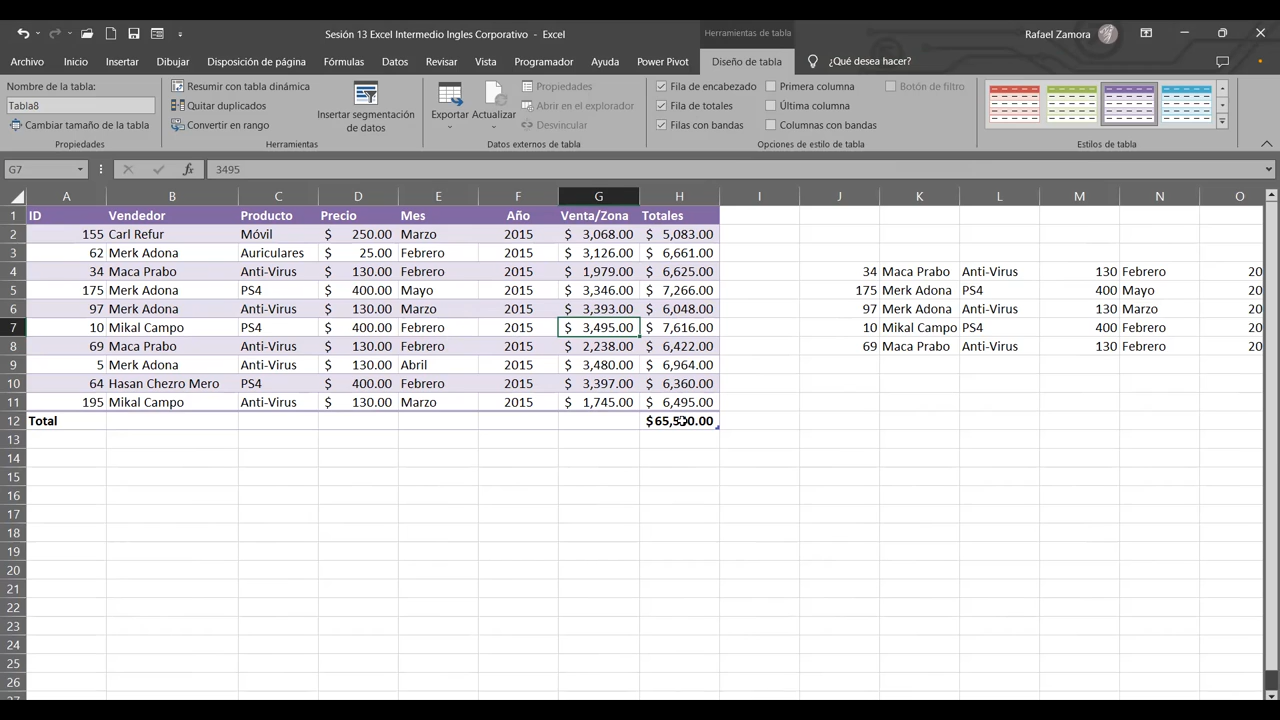 Sesión 13 Excel Intermedio Ingles Corporativo - Excel
Herramientas de tabla
Rafael Zamora
Archivo Inicio Insertar Dibujar Disposición de página Fórmulas Datos Revisar Vista Programador Ayuda Power Pivot Diseño de tabla ¿Qué desea hacer?
Nombre de la tabla:
Tabla8
Cambiar tamaño de la tabla
Propiedades
Resumir con tabla dinámica
Quitar duplicados
Convertir en rango
Insertar segmentación
de datos
Herramientas
Exportar Actualizar
Propiedades
Abrir en el explorador
Desvincular
Datos externos de tabla
Fila de encabezado Primera columna Botón de filtro
Fila de totales Última columna
Filas con bandas Columnas con bandas
Opciones de estilo de tabla
Estilos de tabla
G7 fx 3495
A B C D E F G H I J K L M N O
1 ID Vendedor Producto Precio Mes Año Venta/Zona Totales
2 155 Carl Refur Móvil $ 250.00 Marzo 2015 $ 3,068.00 $ 5,083.00
3 62 Merk Adona Auriculares $ 25.00 Febrero 2015 $ 3,126.00 $ 6,661.00
4 34 Maca Prabo Anti-Virus $ 130.00 Febrero 2015 $ 1,979.00 $ 6,625.00 34 Maca Prabo Anti-Virus 130 Febrero 20
5 175 Merk Adona PS4 $ 400.00 Mayo 2015 $ 3,346.00 $ 7,266.00 175 Merk Adona PS4 400 Mayo 20
6 97 Merk Adona Anti-Virus $ 130.00 Marzo 2015 $ 3,393.00 $ 6,048.00 97 Merk Adona Anti-Virus 130 Marzo 20
7 10 Mikal Campo PS4 $ 400.00 Febrero 2015 $ 3,495.00 $ 7,616.00 10 Mikal Campo PS4 400 Febrero 20
8 69 Maca Prabo Anti-Virus $ 130.00 Febrero 2015 $ 2,238.00 $ 6,422.00 69 Maca Prabo Anti-Virus 130 Febrero 20
9 5 Merk Adona Anti-Virus $ 130.00 Abril 2015 $ 3,480.00 $ 6,964.00
10 64 Hasan Chezro Mero PS4 $ 400.00 Febrero 2015 $ 3,397.00 $ 6,360.00
11 195 Mikal Campo Anti-Virus $ 130.00 Marzo 2015 $ 1,745.00 $ 6,495.00
12 Total
13
14
15
16
17
18
19
20
21
22
23
24
25
26